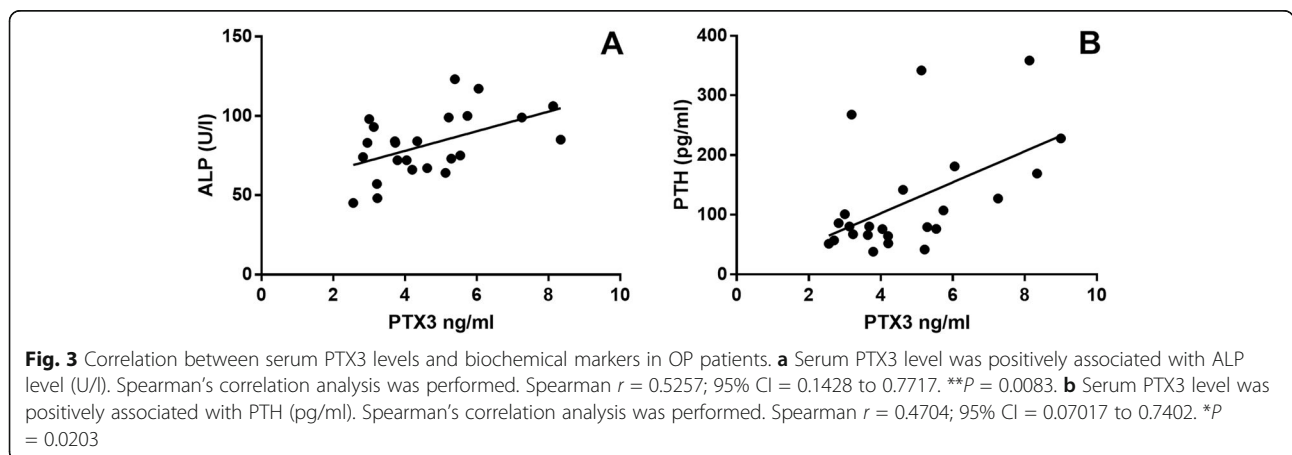 A
150
100
50
0
ALP (U/l)
0 2 4 6 8 10
PTX3 ng/ml
B
400
300
200
100
0
PTH (pg/ml)
0 2 4 6 8 10
PTX3 ng/ml
Fig. 3 Correlation between serum PTX3 levels and biochemical markers in OP patients. a Serum PTX3 level was positively associated with ALP
level (U/l). Spearman's correlation analysis was performed. Spearman r = 0.5257; 95% CI = 0.1428 to 0.7717. **P = 0.0083. b Serum PTX3 level was
positively associated with PTH (pg/ml). Spearman's correlation analysis was performed. Spearman r = 0.4704; 95% CI = 0.07017 to 0.7402. *P
= 0.0203